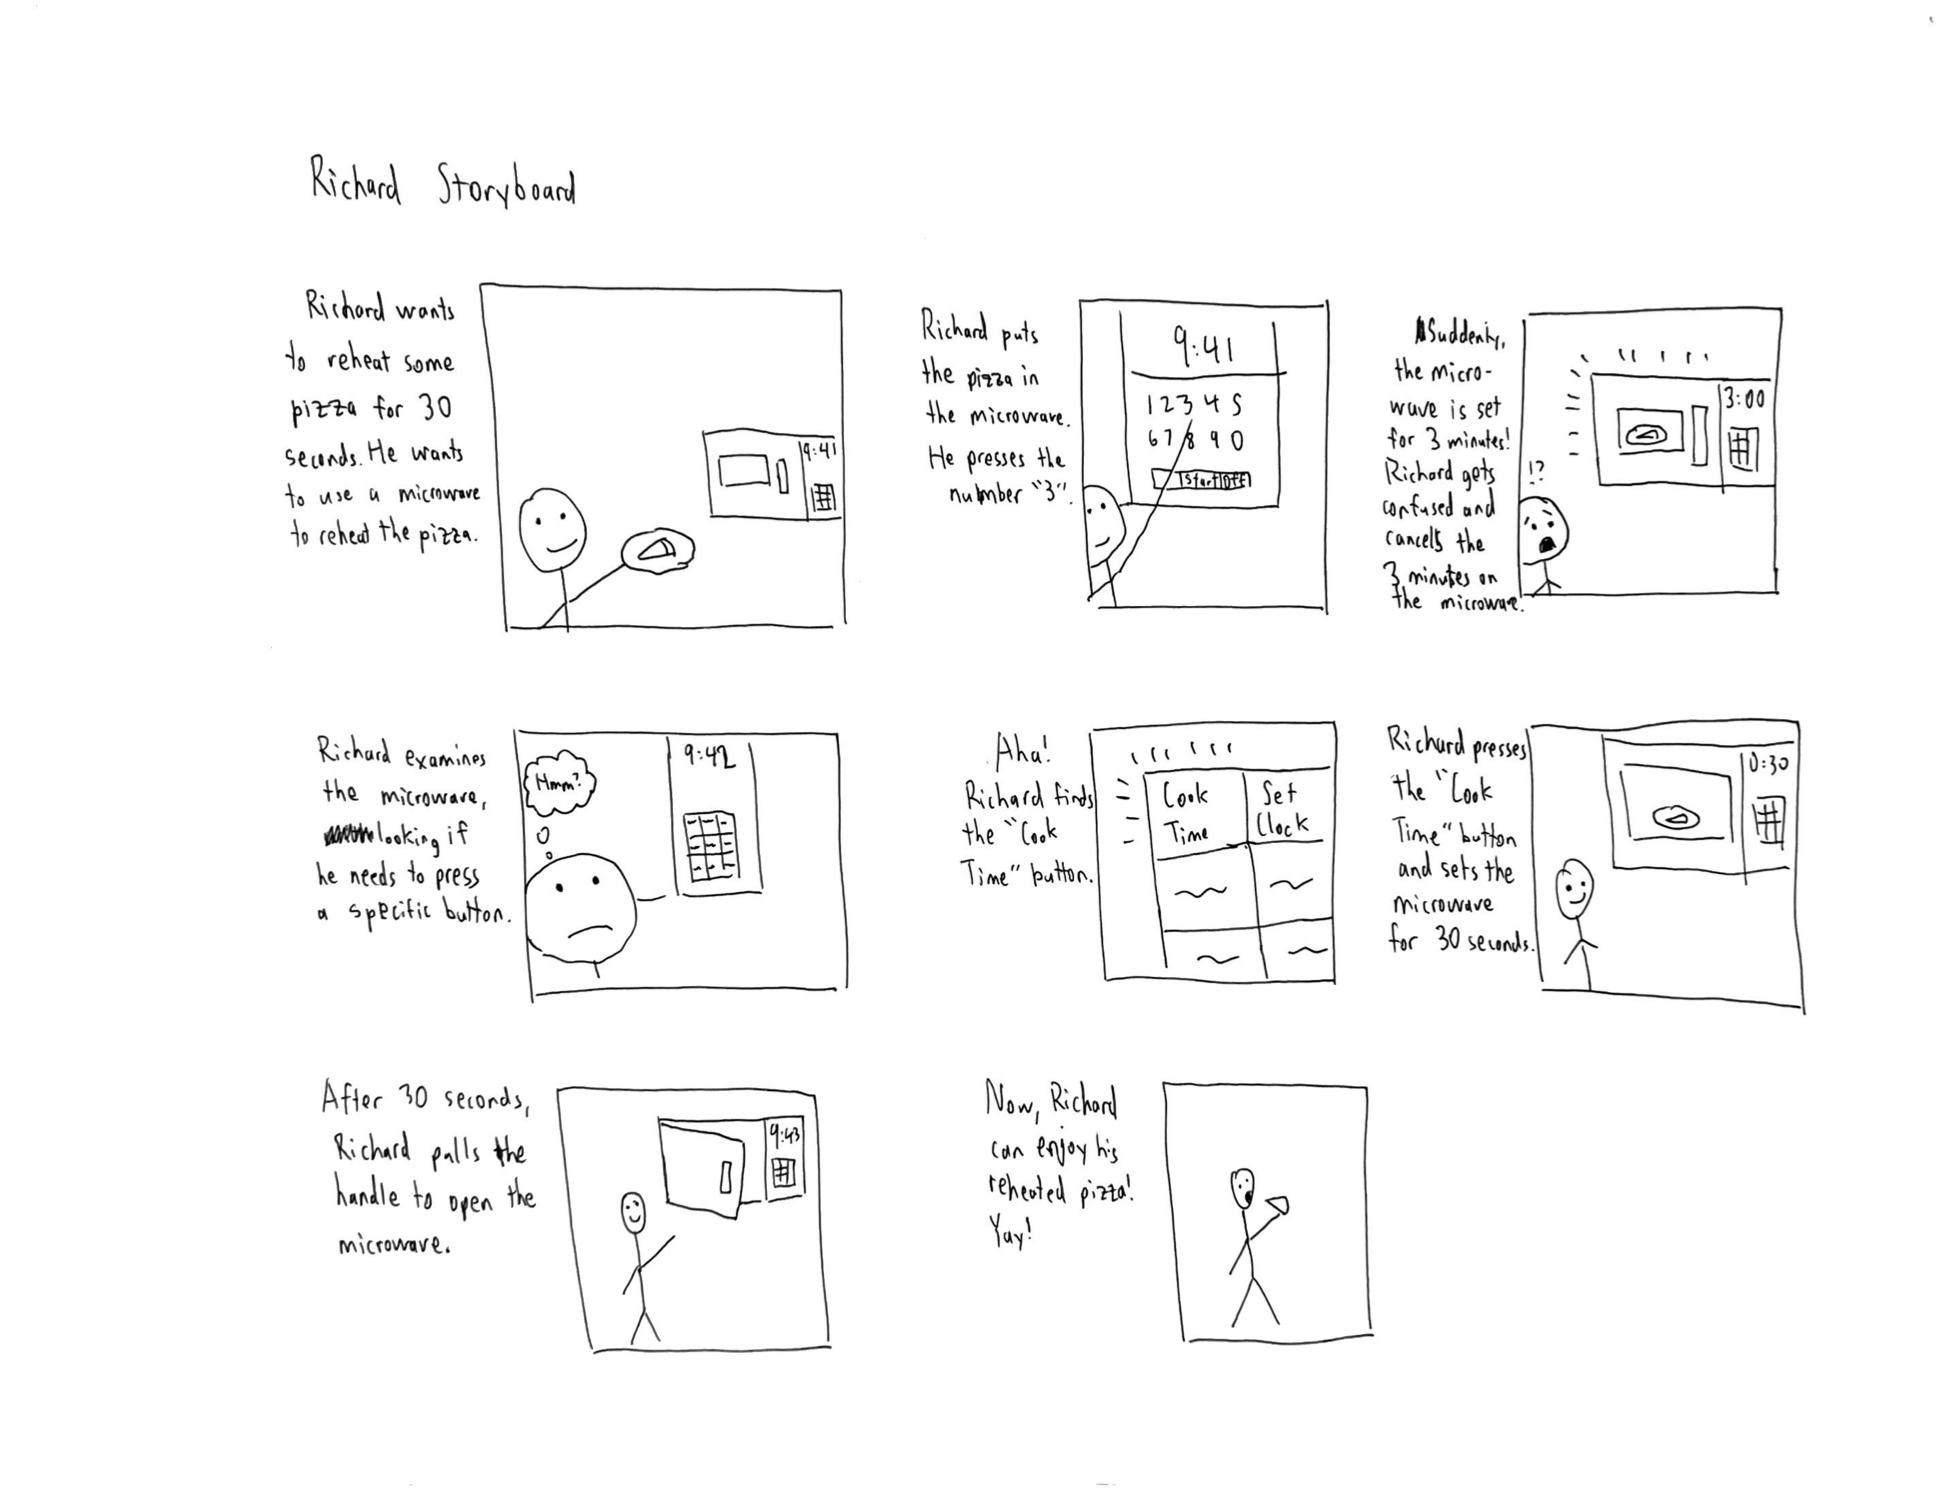 Richard Storyboard
Richard wants
to reheat some
pizza for 30
seconds. He wants
to use a microwave
to reheat the pizza.
9:41
Richard puts
the pizza in
the microwave.
He presses the
number "3".
9:41
1 2 3 4 5
6 7 8 9 0
Start Off
Suddenly,
the micro-
wave is set
for 3 minutes!
Richard gets
confused and
cancels the
3 minutes on
the microwave.
3:00
!?
Richard examines
the microwave,
looking if
he needs to press
a specific button.
Hmm?
9:42
Aha!
Richard finds
the "Cook
Time" button.
Cook
Time
Set
Clock
Richard presses
the "Cook
Time" button
and sets the
microwave
for 30 seconds.
0:30
After 30 seconds,
Richard pulls the
handle to open the
microwave.
9:43
Now, Richard
can enjoy his
reheated pizza!
Yay!